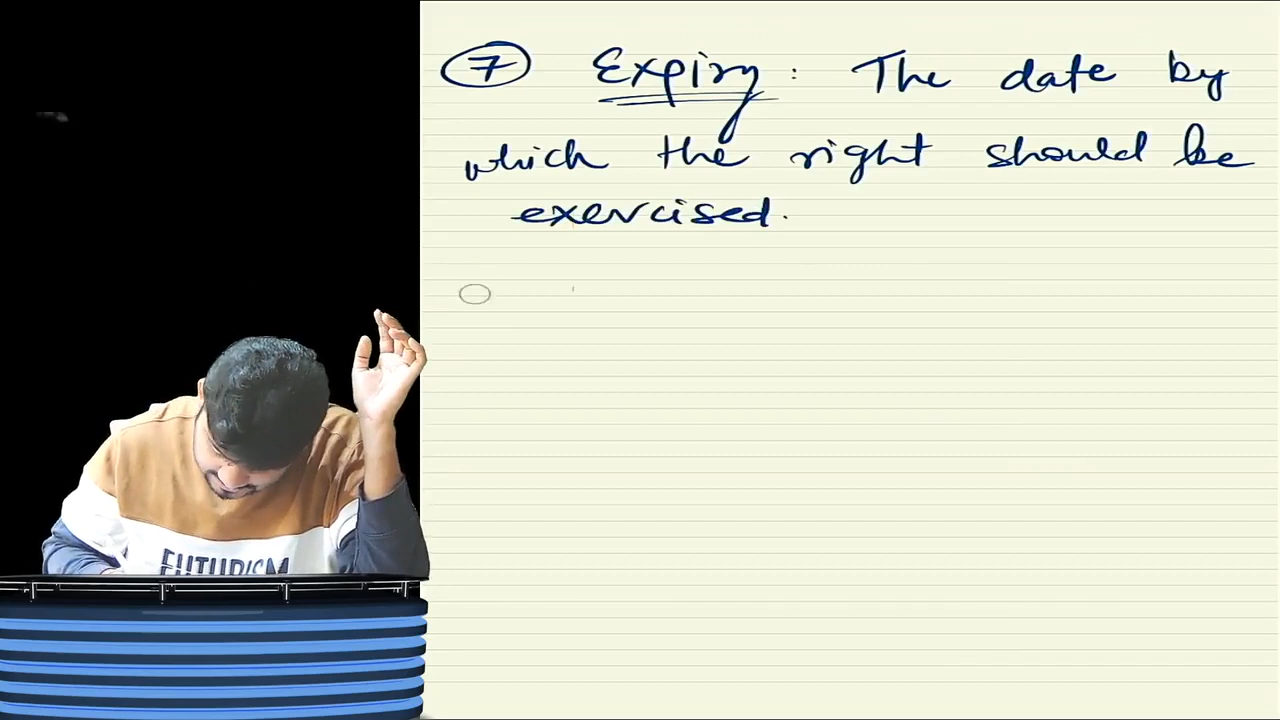 7 Expiry : The date by
which the right should be
exercised.
FUTURISM